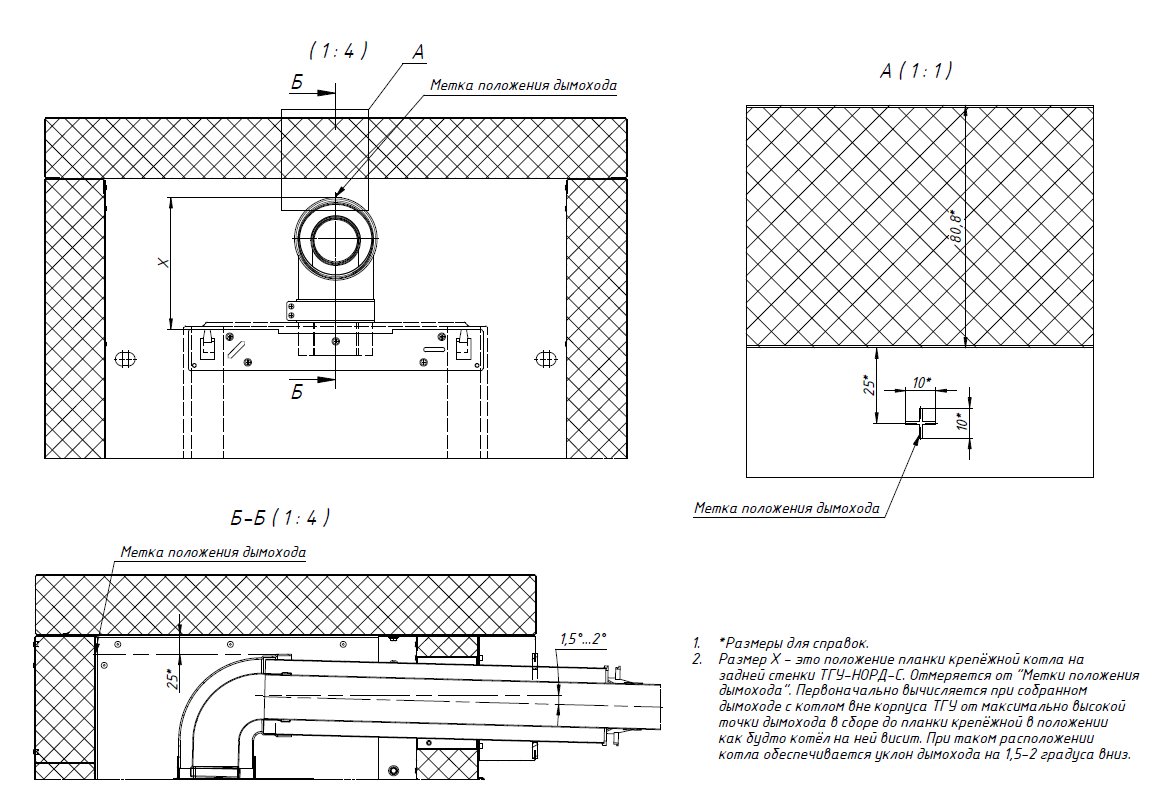 (1:4)
А
Б
Метка положения дымохода
X
Б
А(1:1)
80,8*
25*
10*
10*
Метка положения дымохода
Б-Б(1:4)
Метка положения дымохода
25*
1,5°...2°
1. *Размеры для справок.
2. Размер X - это положение планки крепёжной котла на
задней стенки ТГУ-НОРД-С. Отмеряется от "Метки положения
дымохода". Первоначально вычисляется при собранном
дымоходе с котлом вне корпуса ТГУ от максимально высокой
точки дымохода в сборе до планки крепёжной в положении
как будто котёл на ней висит. При таком расположении
котла обеспечивается уклон дымохода на 1,5-2 градуса вниз.